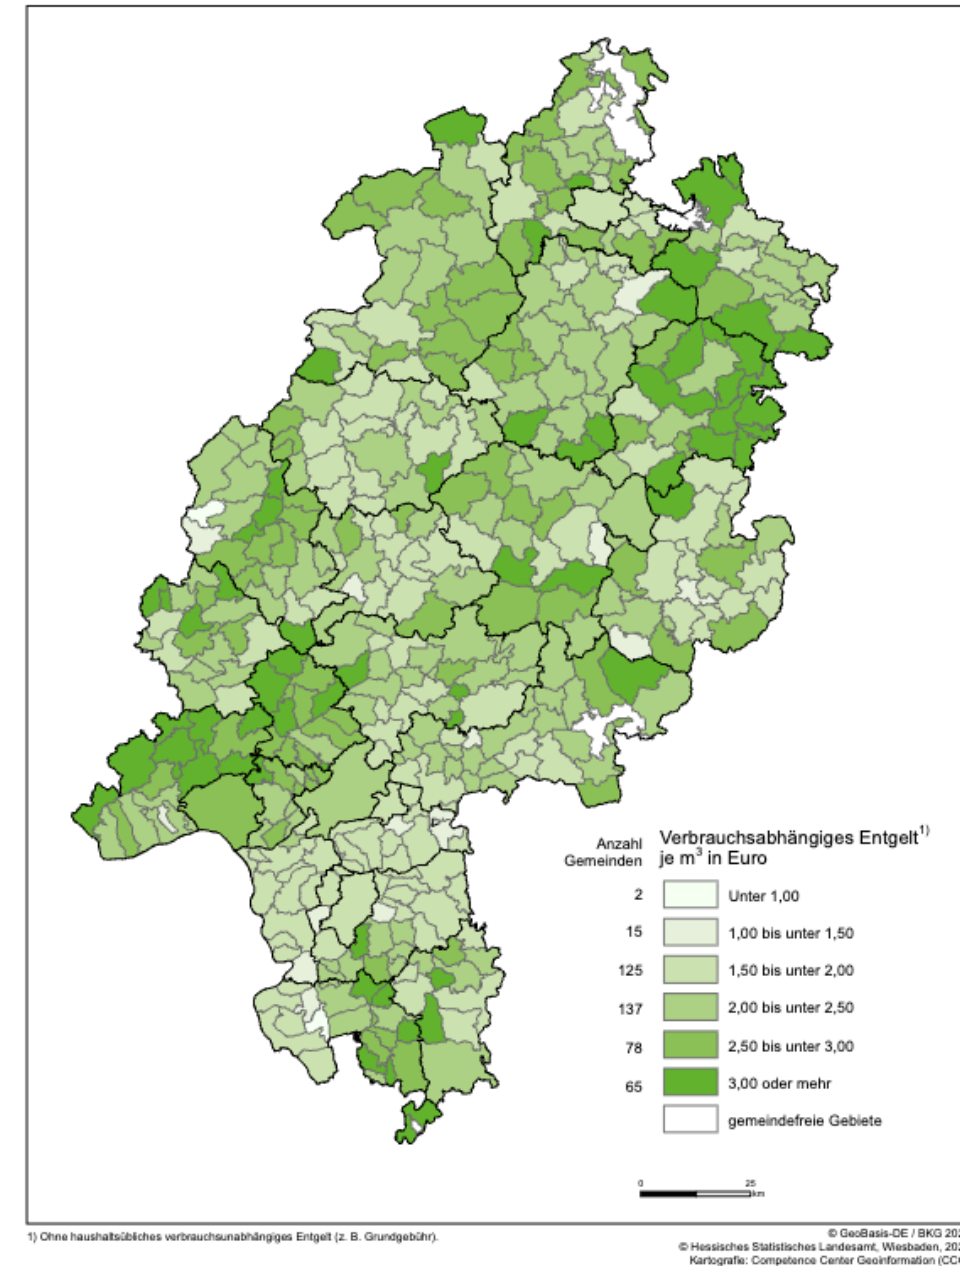 Anzahl
Gemeinden
Verbrauchsabhängiges Entgelt1)
je m3 in Euro
2 Unter 1,00
15 1,00 bis unter 1,50
125 1,50 bis unter 2,00
137 2,00 bis unter 2,50
78 2,50 bis unter 3,00
65 3,00 oder mehr
gemeindefreie Gebiete
0 25
km
1) Ohne haushaltsübliches verbrauchsunabhängiges Entgelt (z. B. Grundgebühr).
© GeoBasis-DE / BKG 202
© Hessisches Statistisches Landesamt, Wiesbaden, 202
Kartografie: Competence Center Geoinformation (CC